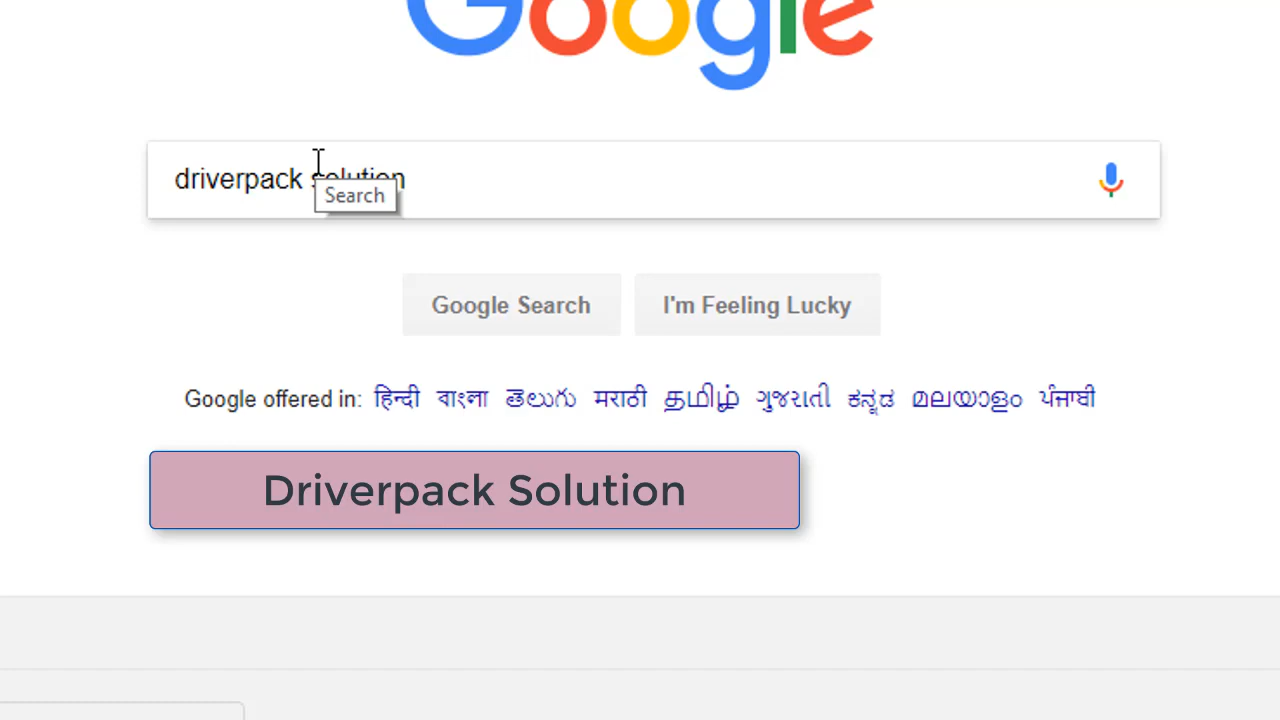 Google
driverpack solution
Search
Google Search I'm Feeling Lucky
Google offered in: हिन्दी বাংলা తెలుగు मराठी தமிழ் ગુજરાતી ಕನ್ನಡ മലയാളം ਪੰਜਾਬੀ
Driverpack Solution